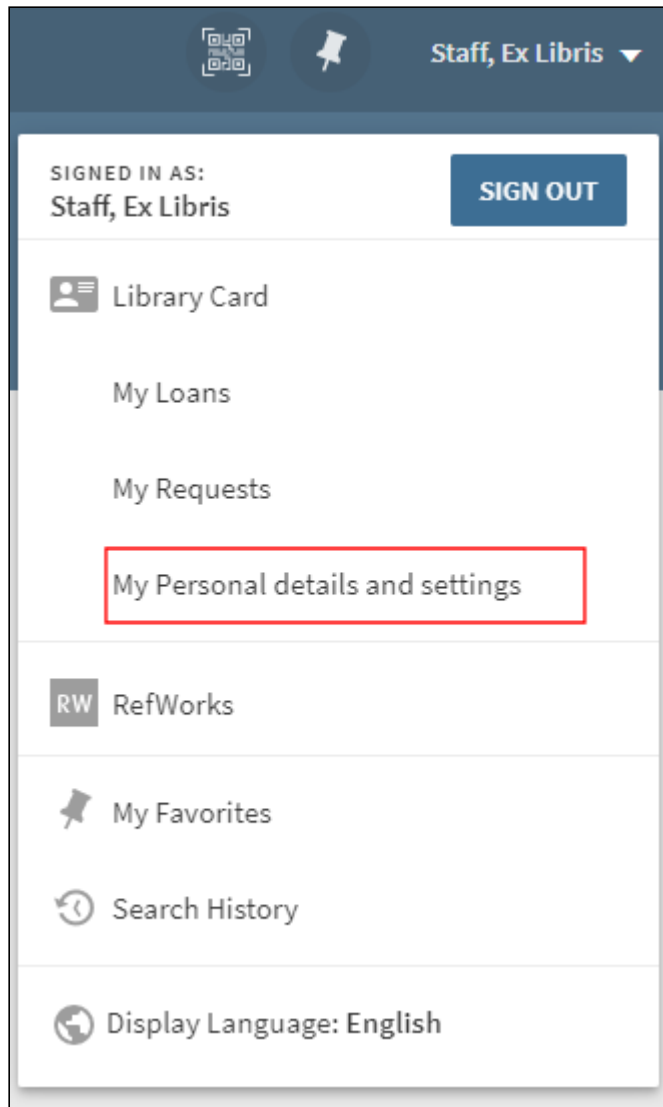 Staff, Ex Libris
SIGNED IN AS:
Staff, Ex Libris
SIGN OUT
Library Card
My Loans
My Requests
My Personal details and settings
RW RefWorks
My Favorites
Search History
Display Language: English